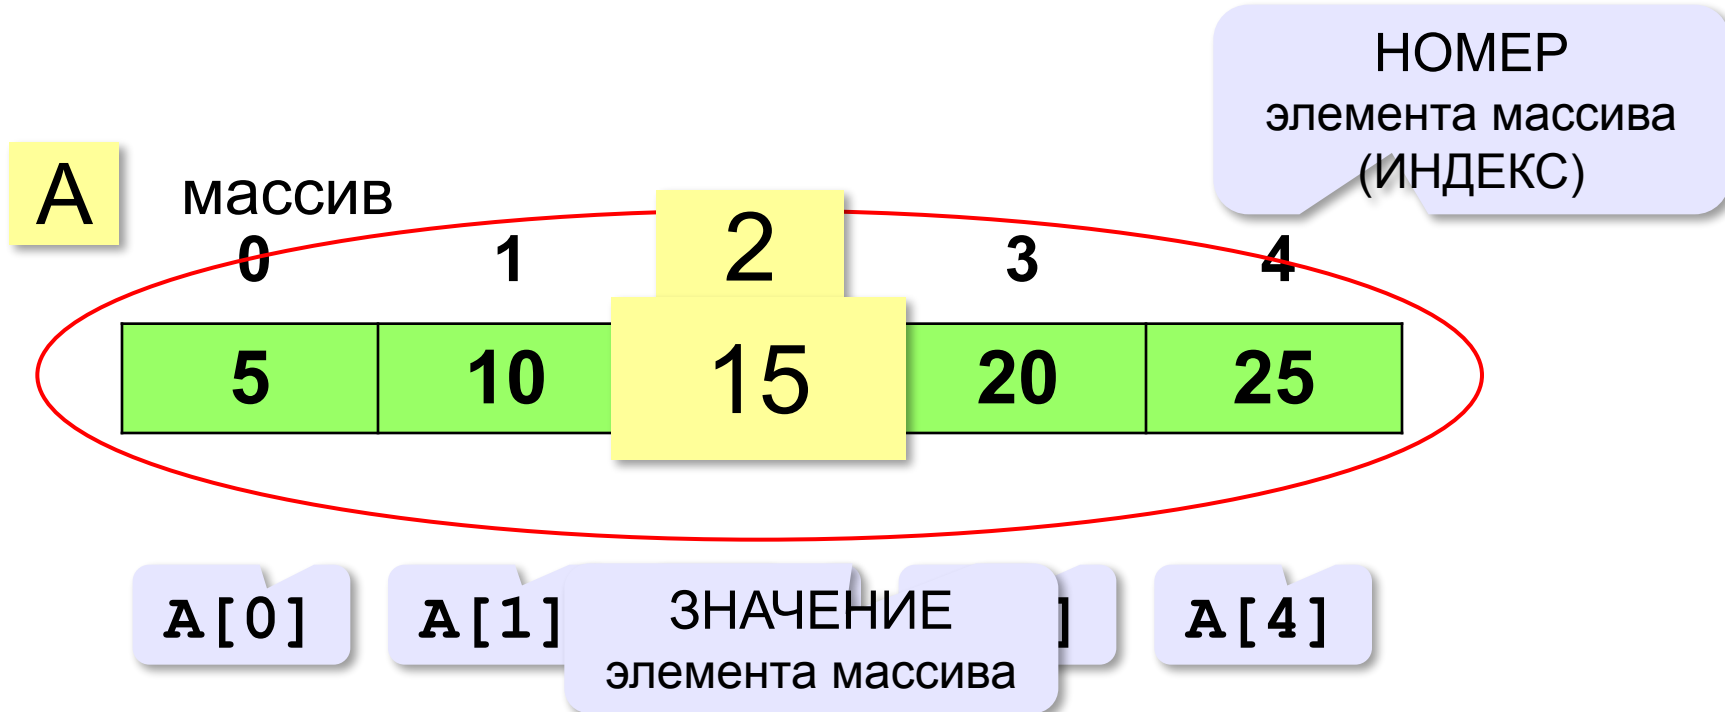 НОМЕР
элемента массива
(ИНДЕКС)
A
массив
0 1 2 3 4
5 10 15 20 25
A[0] A[1] ] A[4]
ЗНАЧЕНИЕ
элемента массива